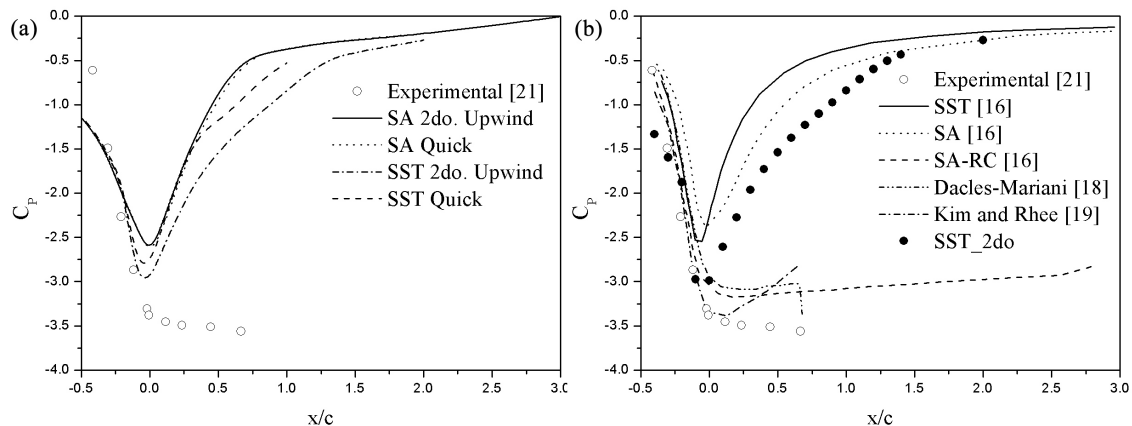 (a)
0.0
-0.5
-1.0
-1.5
-2.0
-2.5
-3.0
-3.5
-4.0
C_P
Experimental [21]
SA 2do. Upwind
SA Quick
SST 2do. Upwind
SST Quick
-0.5 0.0 0.5 1.0 1.5 2.0 2.5 3.0
x/c
(b)
0.0
-0.5
-1.0
-1.5
-2.0
-2.5
-3.0
-3.5
-4.0
C_P
Experimental [21]
SST [16]
SA [16]
SA-RC [16]
Dacles-Mariani [18]
Kim and Rhee [19]
SST_2do
-0.5 0.0 0.5 1.0 1.5 2.0 2.5 3.0
x/c